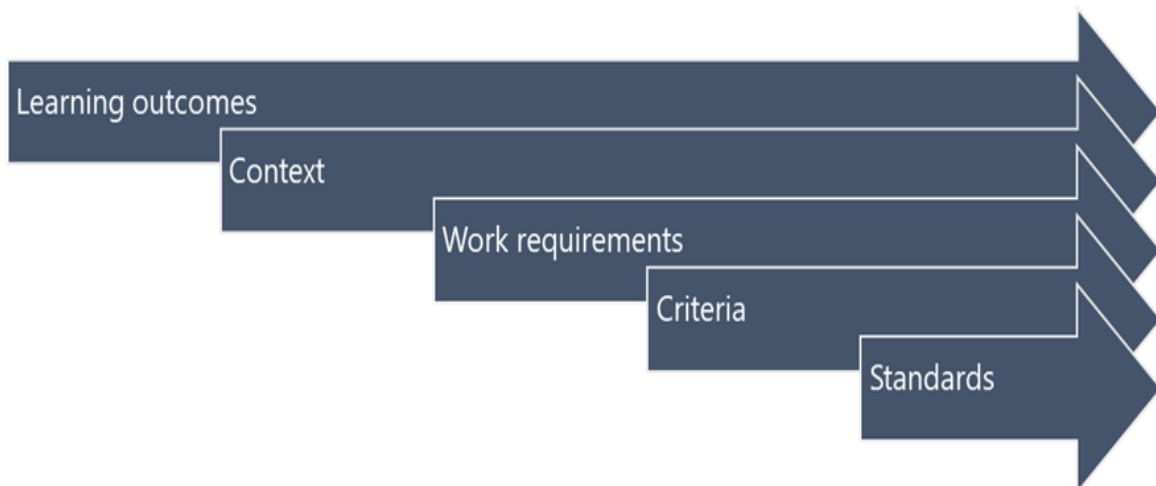 Learning outcomes
Context
Work requirements
Criteria
Standards